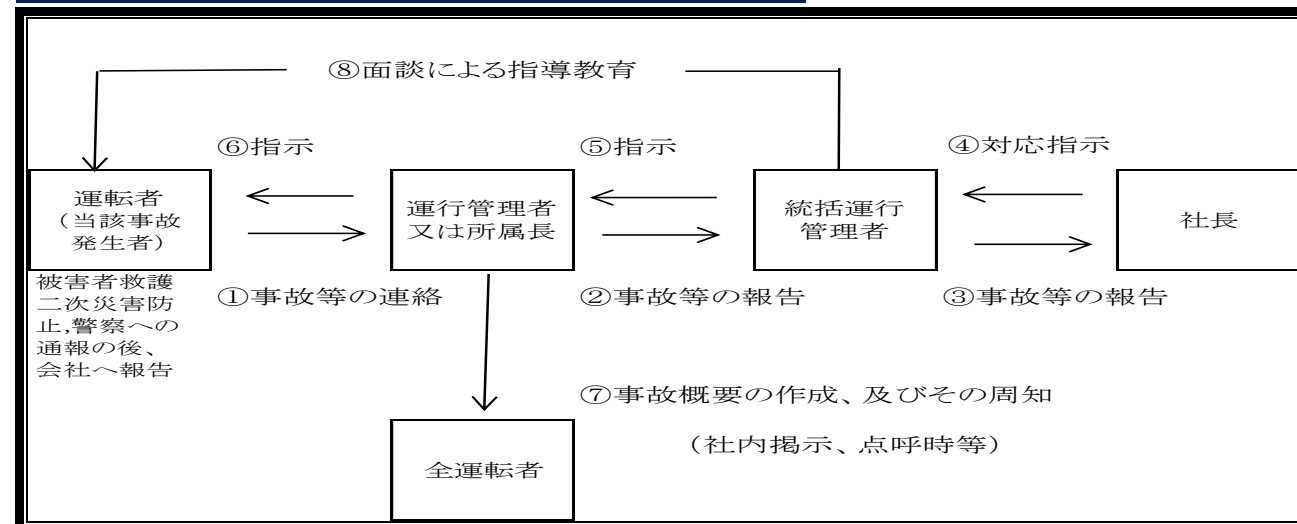 ⑧面談による指導教育
⑥指示
⑤指示
④対応指示
運転者
（当該事故
発生者）
運行管理者
又は所属長
統括運行
管理者
社長
被害者救護
二次災害防
止,警察への
通報の後、
会社へ報告
①事故等の連絡
②事故等の報告
③事故等の報告
⑦事故概要の作成、及びその周知
（社内掲示、点呼時等）
全運転者